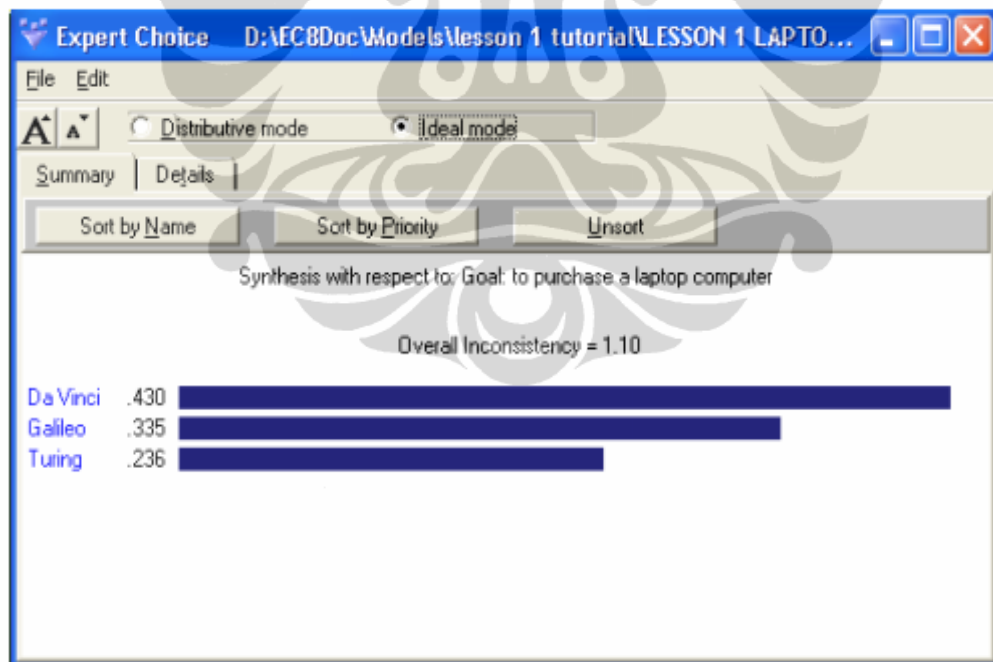 Expert Choice D:\EC8Doc\Models\lesson 1 tutorial\LESSON 1 LAPTO...
File Edit
A A Distributive mode Ideal mode
Summary Details
Sort by Name Sort by Priority Unsort
Synthesis with respect to: Goal: to purchase a laptop computer
Overall Inconsistency = 1.10
Da Vinci .430
Galileo .335
Turing .236